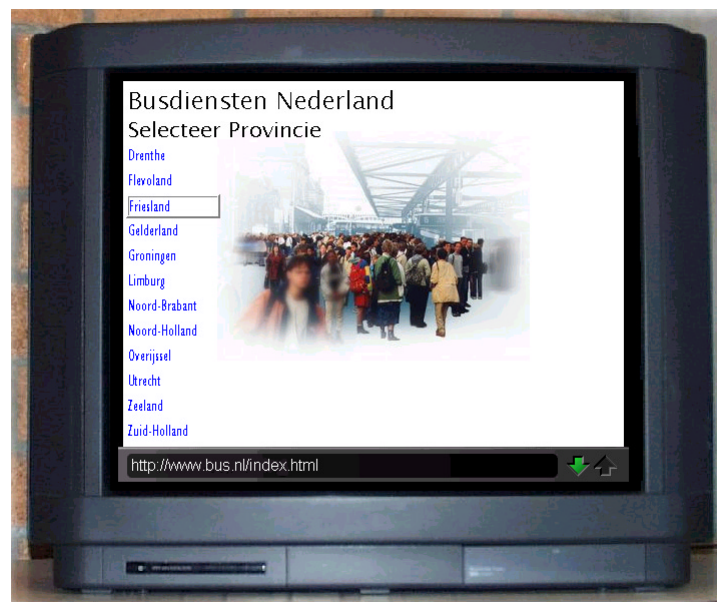 Busdiensten Nederland
Selecteer Provincie
Drenthe
Flevoland
Friesland
Gelderland
Groningen
Limburg
Noord-Brabant
Noord-Holland
Overijssel
Utrecht
Zeeland
Zuid-Holland
http://www.bus.nl/index.html